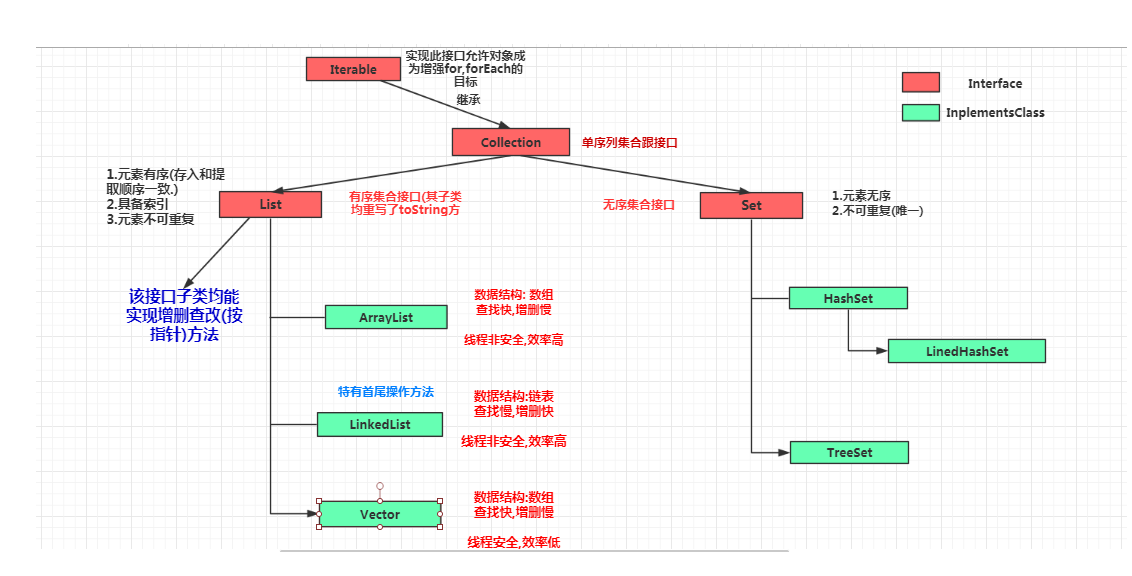 实现此接口允许对象成
为增强for,forEach的
目标
Iterable
继承
Interface
InplementsClass
Collection
单序列集合跟接口
1.元素有序(存入和提
取顺序一致.)
2.具备索引
3.元素不可重复
List
有序集合接口(其子类
均重写了toString方
无序集合接口
Set
1.元素无序
2.不可重复(唯一)
该接口子类均能
实现增删查改(按
指针)方法
ArrayList
数据结构: 数组
查找快,增删慢
线程非安全,效率高
HashSet
LinedHashSet
特有首尾操作方法
LinkedList
数据结构:链表
查找慢,增删快
线程非安全,效率高
TreeSet
Vector
数据结构:数组
查找快,增删慢
线程安全,效率低